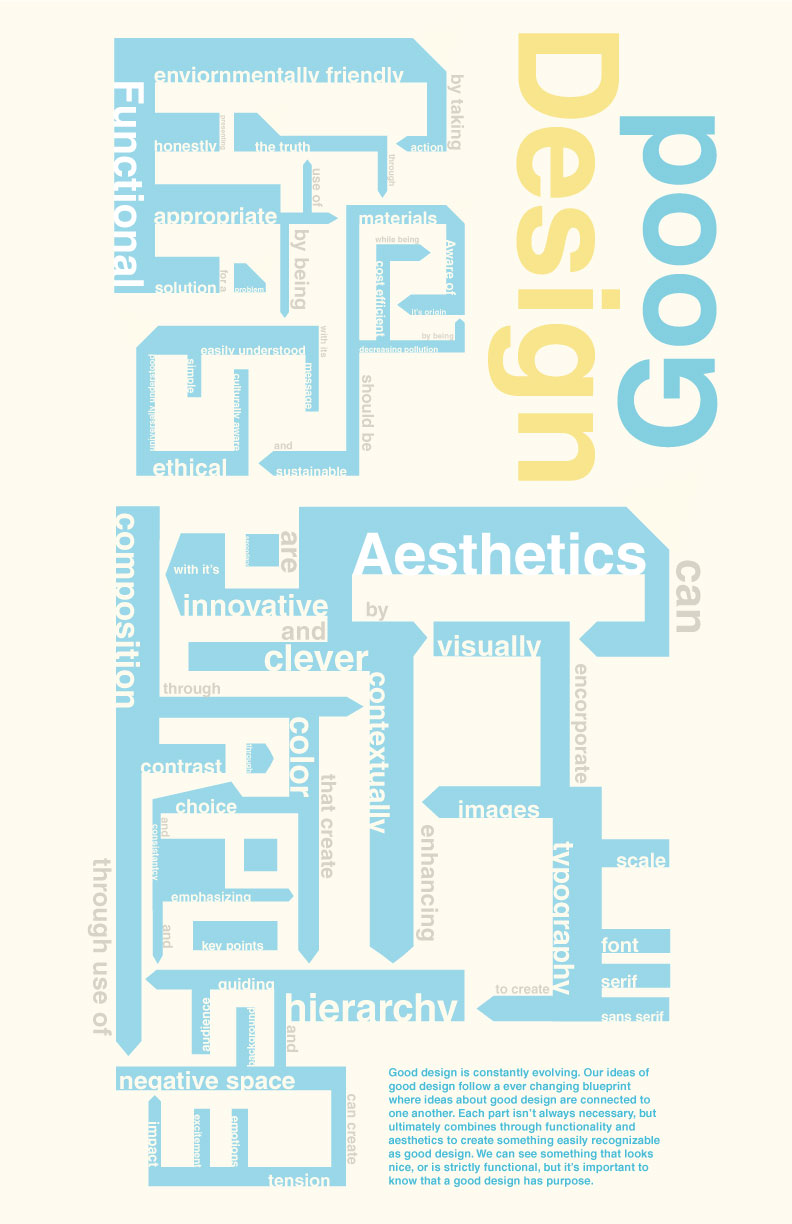 Good
Design
Functional
enviornmentally friendly
by taking
action
honestly
presenting
the truth
through
materials
appropriate
use of
by being
solution
for a
problem
while being
cost efficient
Aware of
it's origin
by being
decreasing pollution
should be
sustainable
and
ethical
easily understood
with its
message
universally understood
simple
culturally aware
Aesthetics
can
visually
by
are
innovative
with it's
and
clever
contextually
composition
through
color
contrast
through
choice
that create
and
consistantcy
emphasizing
key points
and
enhancing
encorporate
images
typography
scale
font
serif
sans serif
to create
hierarchy
guiding
audience
background
and
through use of
negative space
can create
tension
impact
excitement
emotions
Good design is constantly evolving. Our ideas of
good design follow a ever changing blueprint
where ideas about good design are connected to
one another. Each part isn't always necessary, but
ultimately combines through functionality and
aesthetics to create something easily recognizable
as good design. We can see something that looks
nice, or is strictly functional, but it's important to
know that a good design has purpose.